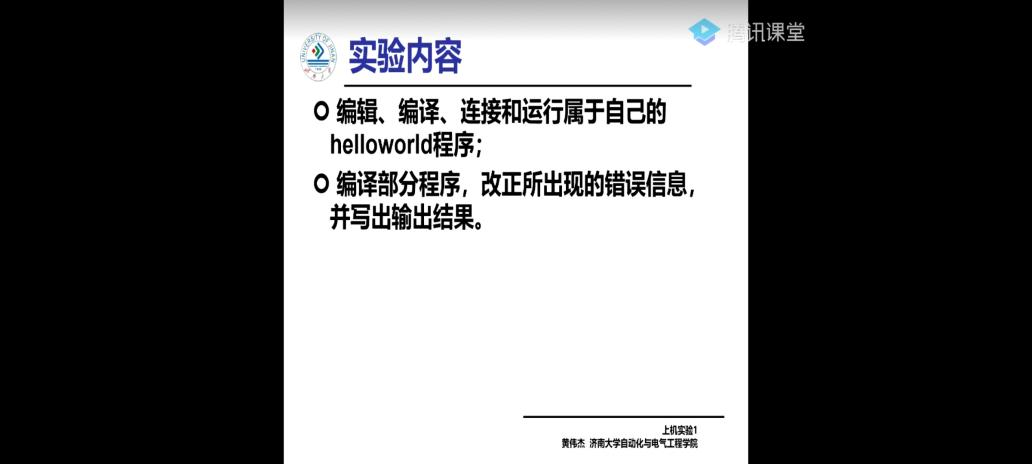 腾讯课堂
UNIVERSITY OF JINAN
实验内容
编辑、编译、连接和运行属于自己的
helloworld程序；
编译部分程序，改正所出现的错误信息，
并写出输出结果。
上机实验1
黄伟杰 济南大学自动化与电气工程学院